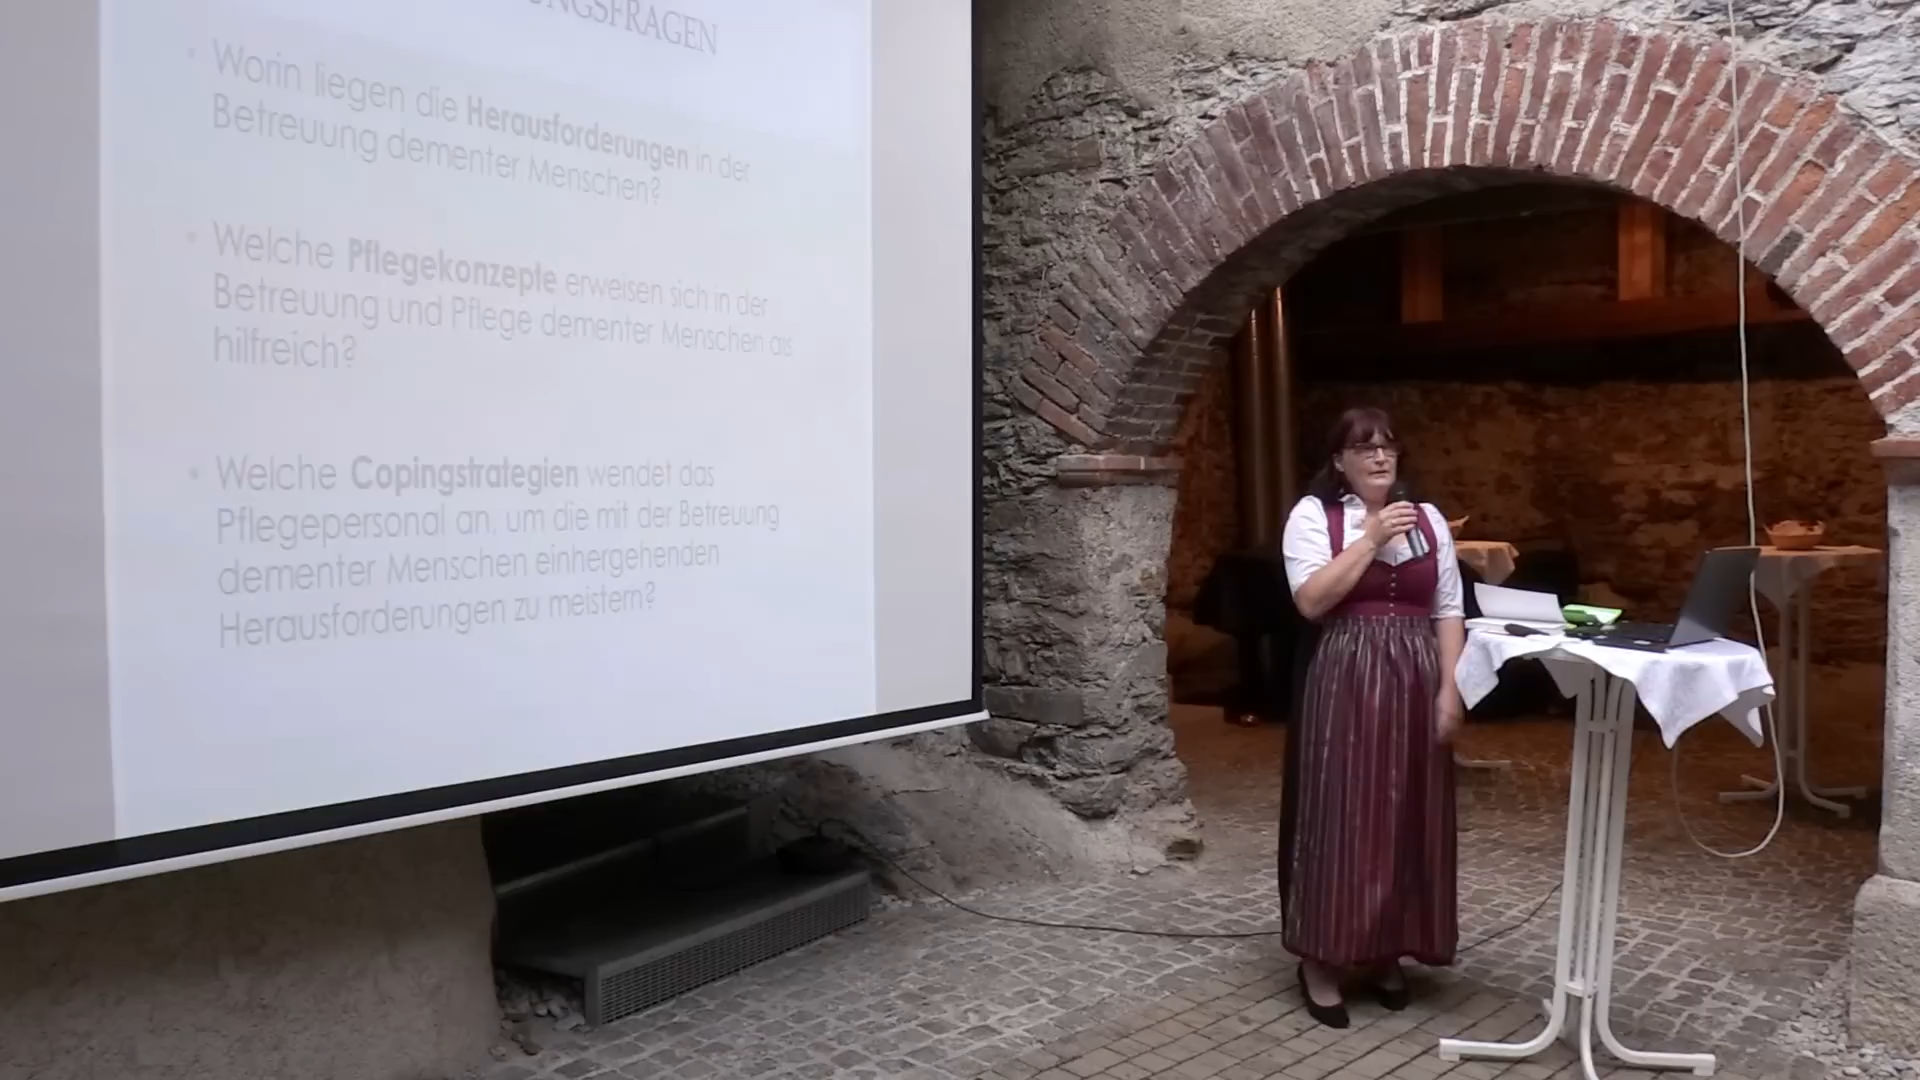 UNGSFRAGEN
• Worin liegen die Herausforderungen in der
Betreuung dementer Menschen?
• Welche Pflegekonzepte erweisen sich in der
Betreuung und Pflege dementer Menschen als
hilfreich?
• Welche Copingstrategien wendet das
Pflegepersonal an, um die mit der Betreuung
dementer Menschen einhergehenden
Herausforderungen zu meistern?